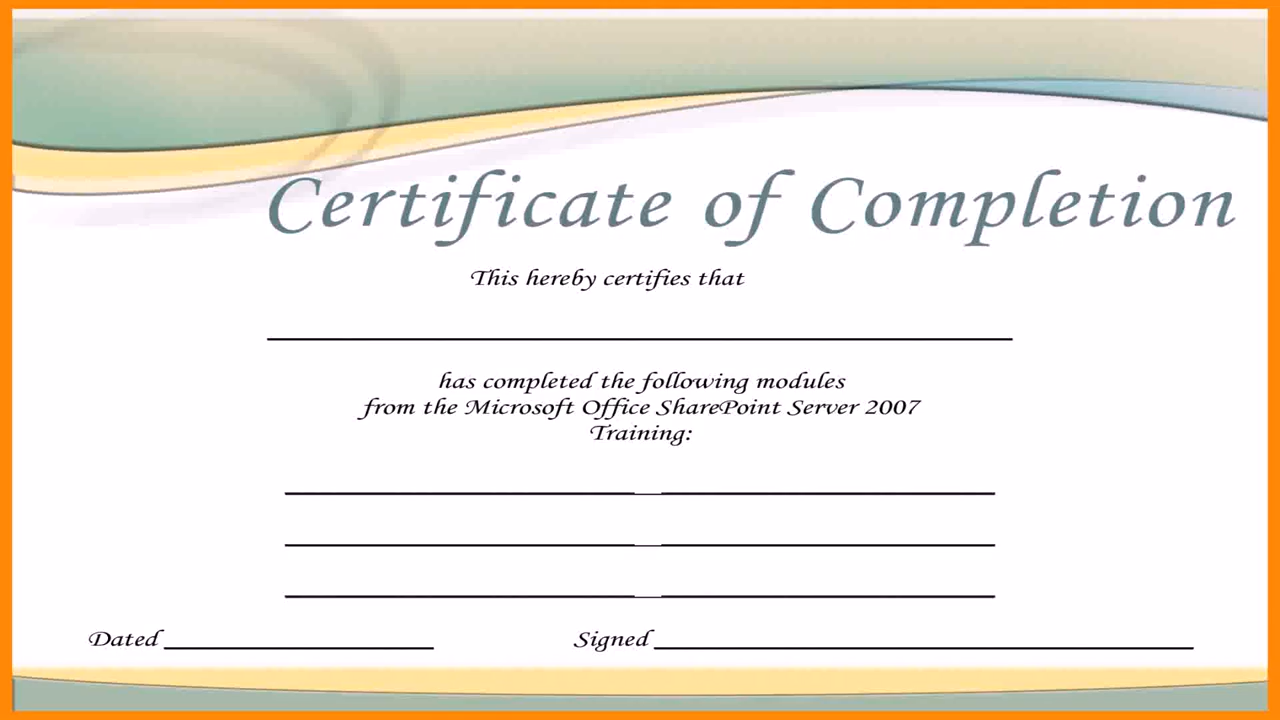 Certificate of Completion
This hereby certifies that
has completed the following modules
from the Microsoft Office SharePoint Server 2007
Training:
Dated Signed